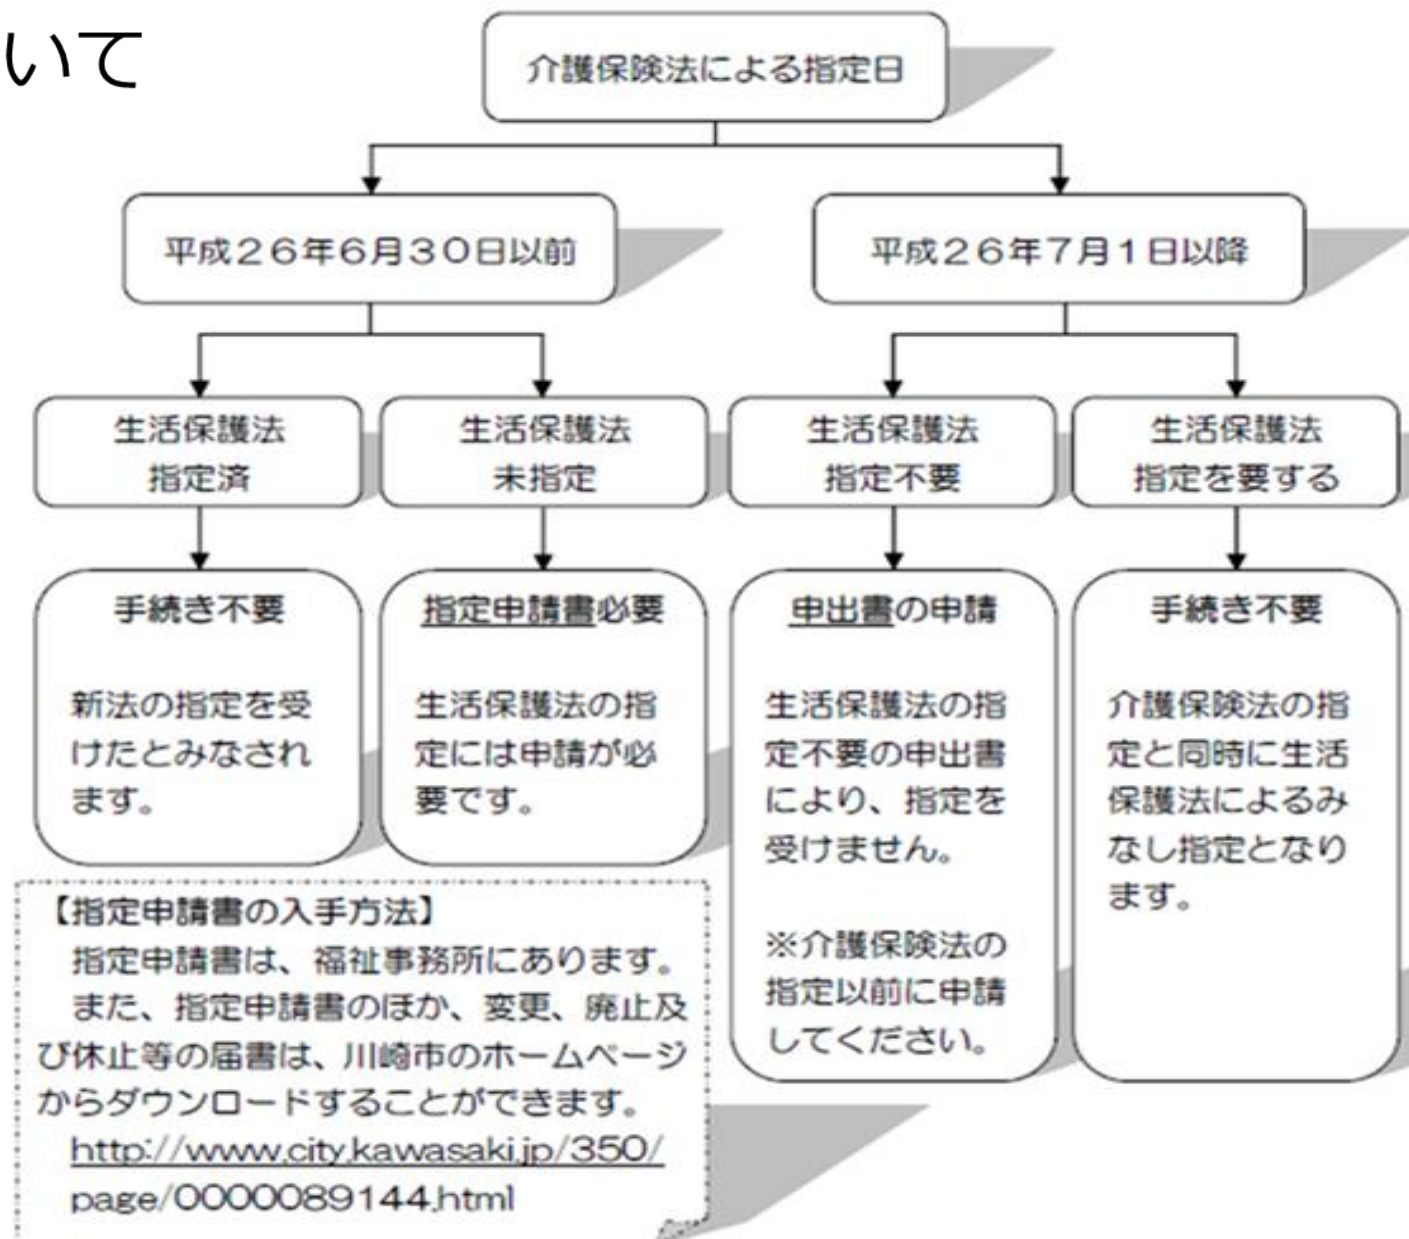 いて
介護保険法による指定日
平成26年6月30日以前
平成26年7月1日以降
生活保護法
指定済
生活保護法
未指定
生活保護法
指定不要
生活保護法
指定を要する
手続き不要
新法の指定を受
けたとみなされ
ます。
指定申請書必要
生活保護法の指
定には申請が必
要です。
申出書の申請
生活保護法の指
定不要の申出書
により、指定を
受けません。
※介護保険法の
指定以前に申請
してください。
手続き不要
介護保険法の指
定と同時に生活
保護法によるみ
なし指定となり
ます。
【指定申請書の入手方法】
指定申請書は、福祉事務所にあります。
また、指定申請書のほか、変更、廃止及
び休止等の届書は、川崎市のホームページ
からダウンロードすることができます。
http://www.city.kawasaki.jp/350/
page/0000089144.html